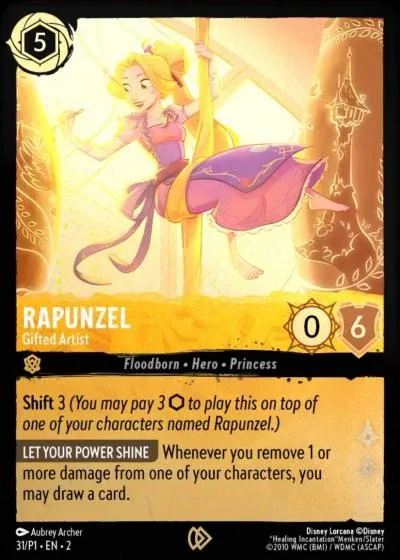 5
RAPUNZEL
Gifted Artist
0
6
Floodborn • Hero • Princess
Shift 3 (You may pay 3 to play this on top of
one of your characters named Rapunzel.)
LET YOUR POWER SHINE Whenever you remove 1 or
more damage from one of your characters, you
may draw a card.
Aubrey Archer
31/P1 • EN • 2
Disney Lorcana ©Disney
"Healing Incantation" Menken/Slater
©2010 WMC (BMI) / WDMC (ASCAP)